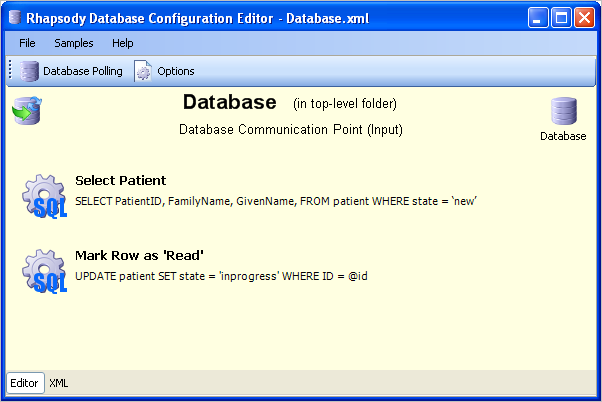 Rhapsody Database Configuration Editor - Database.xml
File Samples Help
Database Polling Options
Database (in top-level folder)
Database Communication Point (Input)
Database
Select Patient
SQL
SELECT PatientID, FamilyName, GivenName, FROM patient WHERE state = ‘new’
Mark Row as 'Read'
SQL
UPDATE patient SET state = 'inprogress' WHERE ID = @id
Editor XML